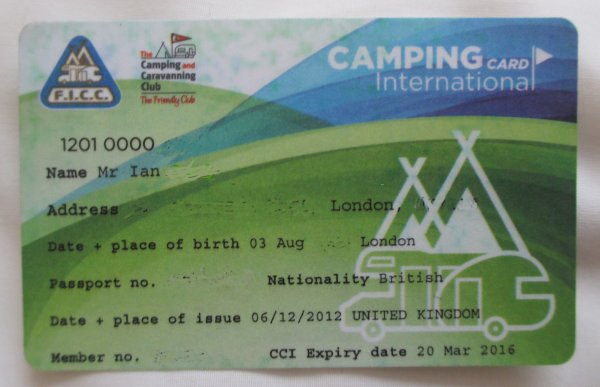 F.I.C.C.
The
Camping and
Caravanning
Club
The Friendly Club
CAMPING CARD
International
1201 0000
Name Mr Ian
Address London,
Date + place of birth 03 Aug London
Passport no. Nationality British
Date + place of issue 06/12/2012 UNITED KINGDOM
Member no. CCI Expiry date 20 Mar 2016